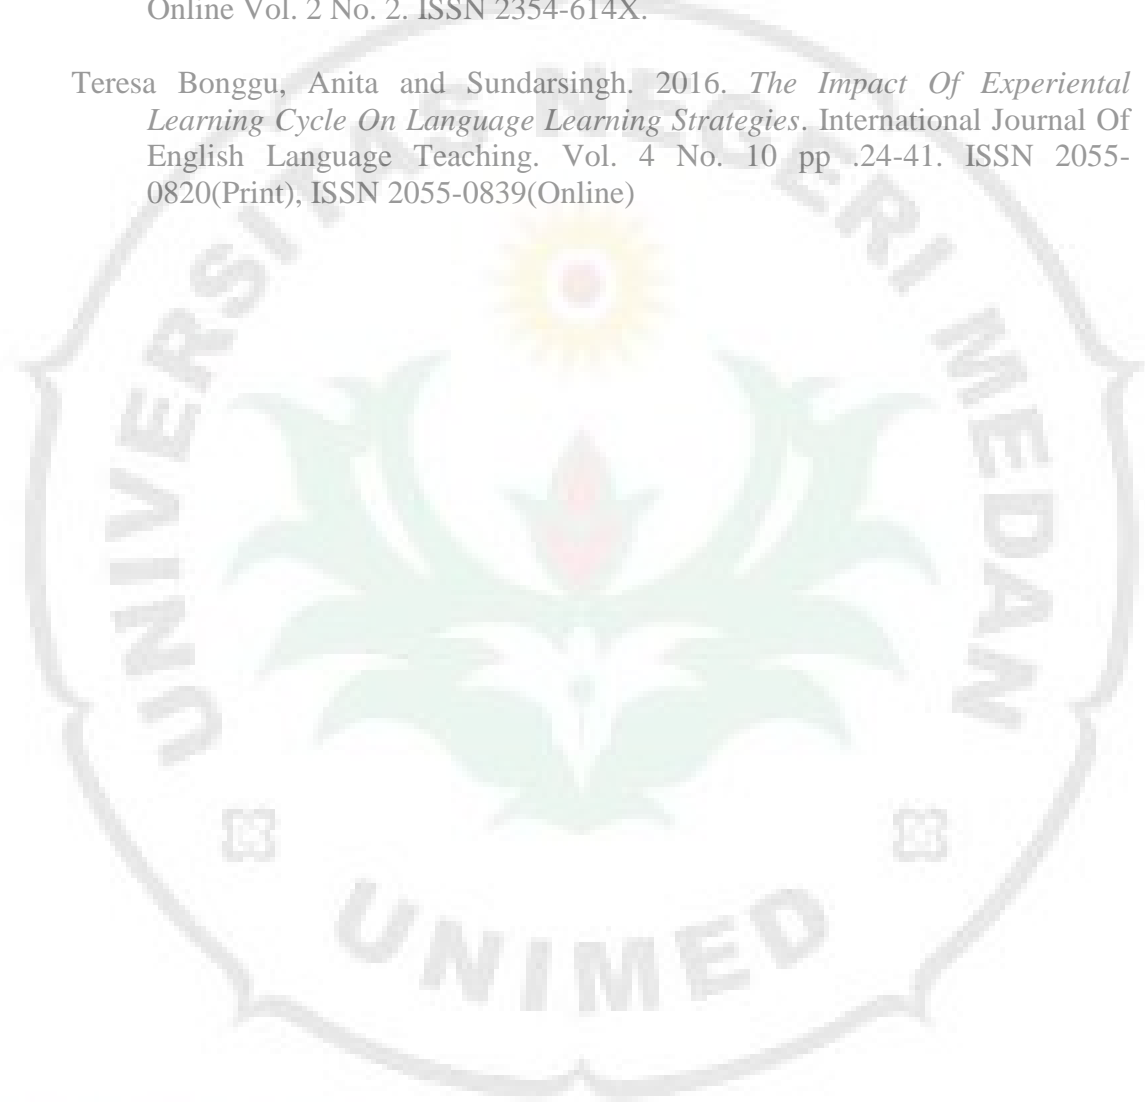 Online Vol. 2 No. 2. ISSN 2354-614X.
Teresa Bonggu, Anita and Sundarsingh. 2016. The Impact Of Experiental
Learning Cycle On Language Learning Strategies. International Journal Of
English Language Teaching. Vol. 4 No. 10 pp .24-41. ISSN 2055-
0820(Print), ISSN 2055-0839(Online)
UNIVERSITAS NEGERI MEDAN
UNIMED